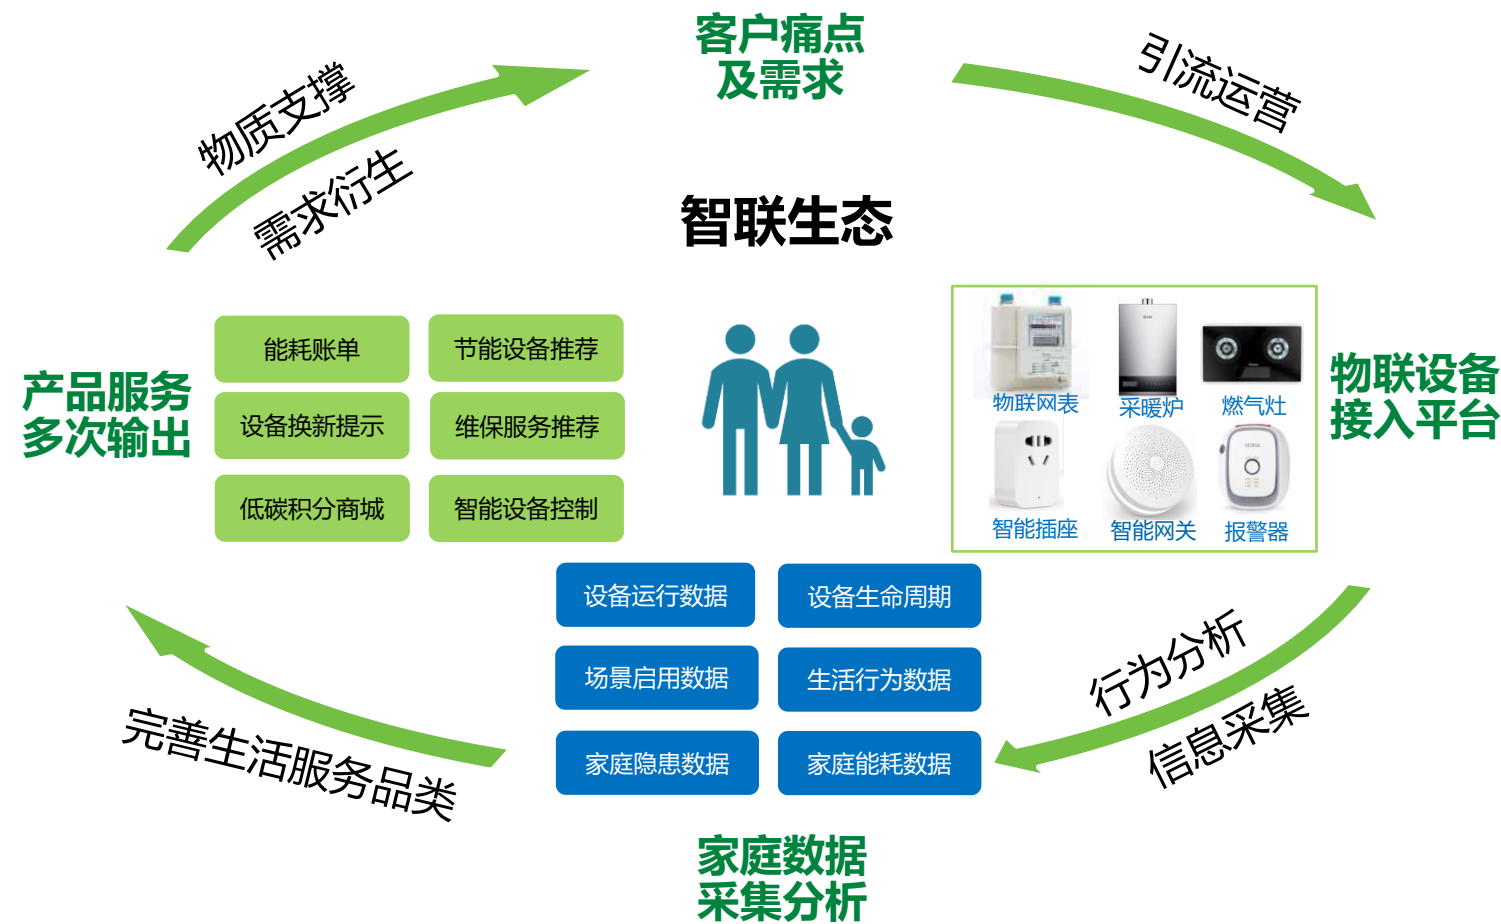 客户痛点
及需求
引流运营
物质支撑
需求衍生
智联生态
产品服务
多次输出
能耗账单
节能设备推荐
设备换新提示
维保服务推荐
低碳积分商城
智能设备控制
物联网表
采暖炉
燃气灶
智能插座
智能网关
报警器
物联设备
接入平台
设备运行数据
设备生命周期
场景启用数据
生活行为数据
家庭隐患数据
家庭能耗数据
行为分析
信息采集
完善生活服务品类
家庭数据
采集分析